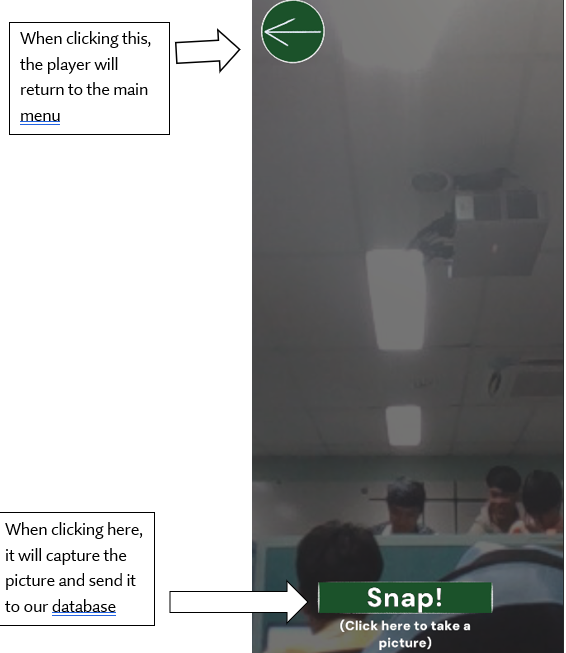 When clicking this,
the player will
return to the main
menu
When clicking here,
it will capture the
picture and send it
to our database
Snap!
(Click here to take a
picture)